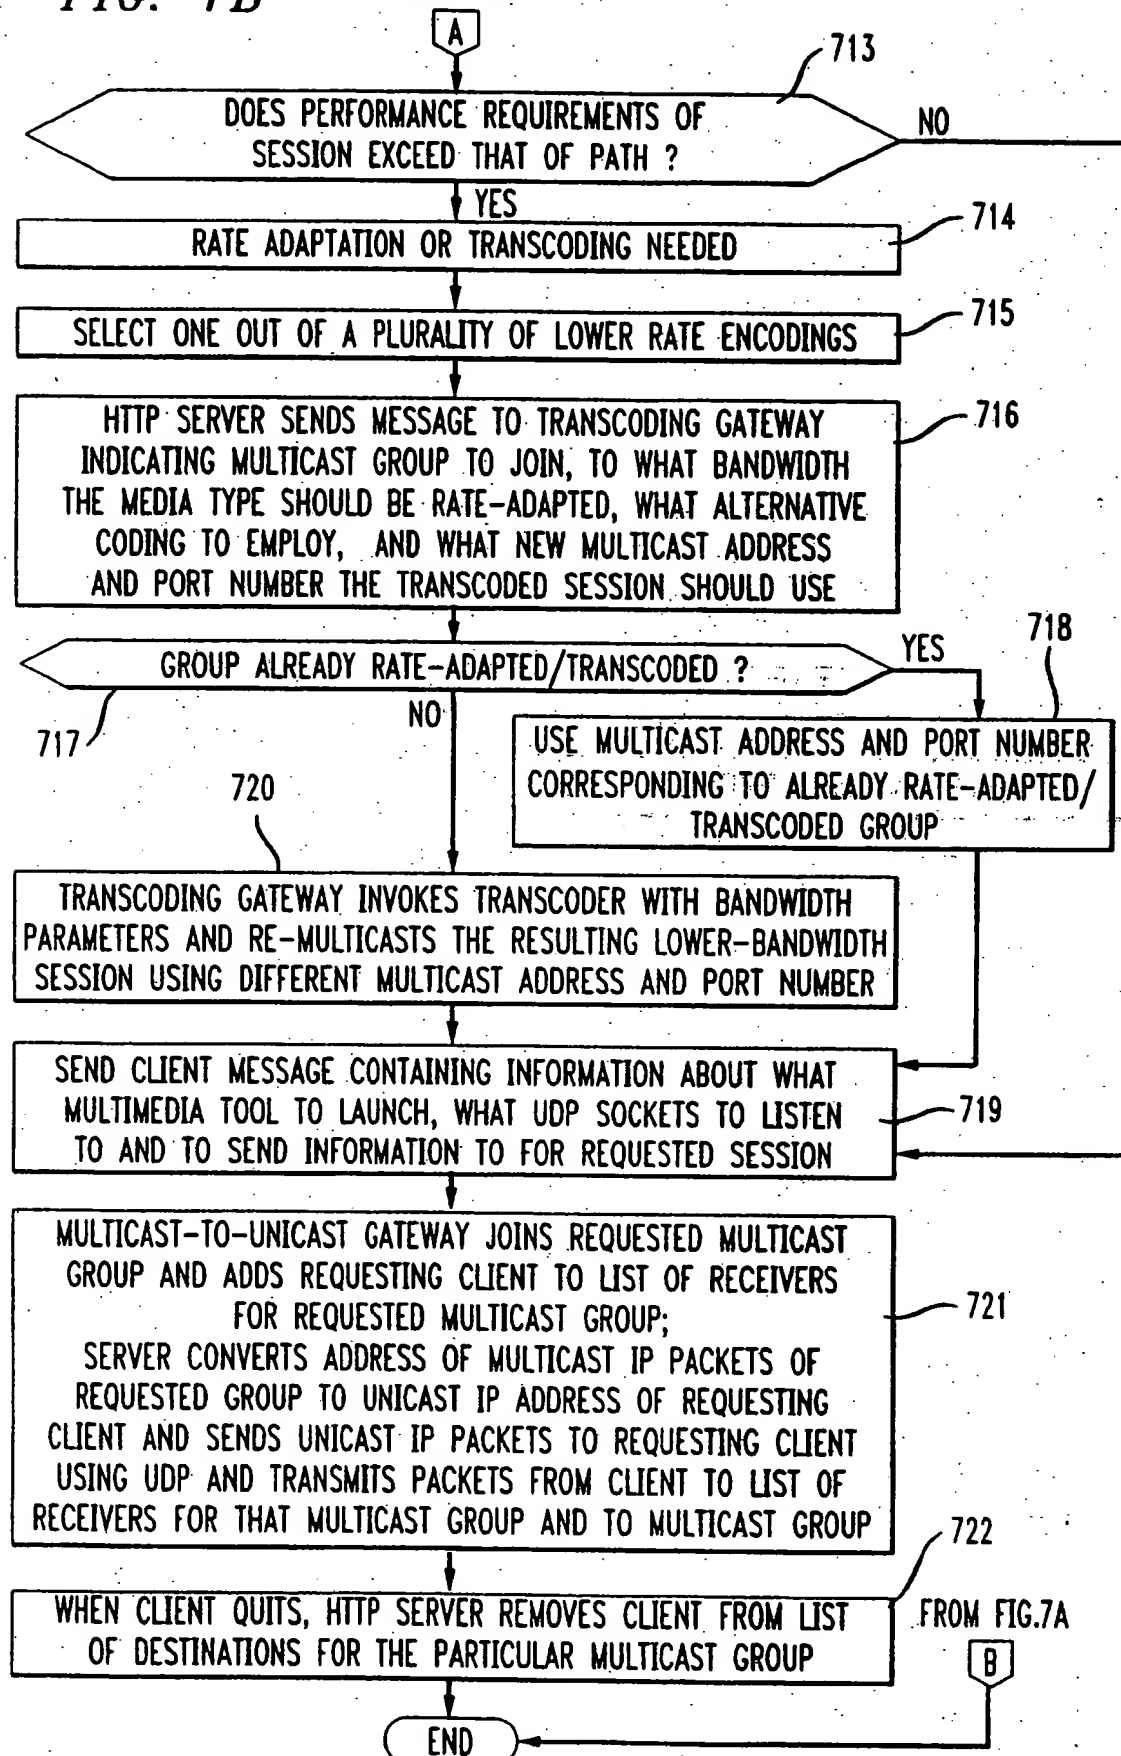 FIG. 7B
A
713
DOES PERFORMANCE REQUIREMENTS OF
SESSION EXCEED THAT OF PATH ?
NO
YES
714
RATE ADAPTATION OR TRANSCODING NEEDED
715
SELECT ONE OUT OF A PLURALITY OF LOWER RATE ENCODINGS
716
HTTP SERVER SENDS MESSAGE TO TRANSCODING GATEWAY
INDICATING MULTICAST GROUP TO JOIN, TO WHAT BANDWIDTH
THE MEDIA TYPE SHOULD BE RATE-ADAPTED, WHAT ALTERNATIVE
CODING TO EMPLOY, AND WHAT NEW MULTICAST ADDRESS
AND PORT NUMBER THE TRANSCODED SESSION SHOULD USE
GROUP ALREADY RATE-ADAPTED/TRANSCODED ?
YES
718
NO
717
USE MULTICAST ADDRESS AND PORT NUMBER
CORRESPONDING TO ALREADY RATE-ADAPTED/
TRANSCODED GROUP
720
TRANSCODING GATEWAY INVOKES TRANSCODER WITH BANDWIDTH
PARAMETERS AND RE-MULTICASTS THE RESULTING LOWER-BANDWIDTH
SESSION USING DIFFERENT MULTICAST ADDRESS AND PORT NUMBER
SEND CLIENT MESSAGE CONTAINING INFORMATION ABOUT WHAT
MULTIMEDIA TOOL TO LAUNCH, WHAT UDP SOCKETS TO LISTEN
TO AND TO SEND INFORMATION TO FOR REQUESTED SESSION
719
MULTICAST-TO-UNICAST GATEWAY JOINS REQUESTED MULTICAST
GROUP AND ADDS REQUESTING CLIENT TO LIST OF RECEIVERS
FOR REQUESTED MULTICAST GROUP;
SERVER CONVERTS ADDRESS OF MULTICAST IP PACKETS OF
REQUESTED GROUP TO UNICAST IP ADDRESS OF REQUESTING
CLIENT AND SENDS UNICAST IP PACKETS TO REQUESTING CLIENT
USING UDP AND TRANSMITS PACKETS FROM CLIENT TO LIST OF
RECEIVERS FOR THAT MULTICAST GROUP AND TO MULTICAST GROUP
721
722
WHEN CLIENT QUITS, HTTP SERVER REMOVES CLIENT FROM LIST
OF DESTINATIONS FOR THE PARTICULAR MULTICAST GROUP
FROM FIG.7A
B
END